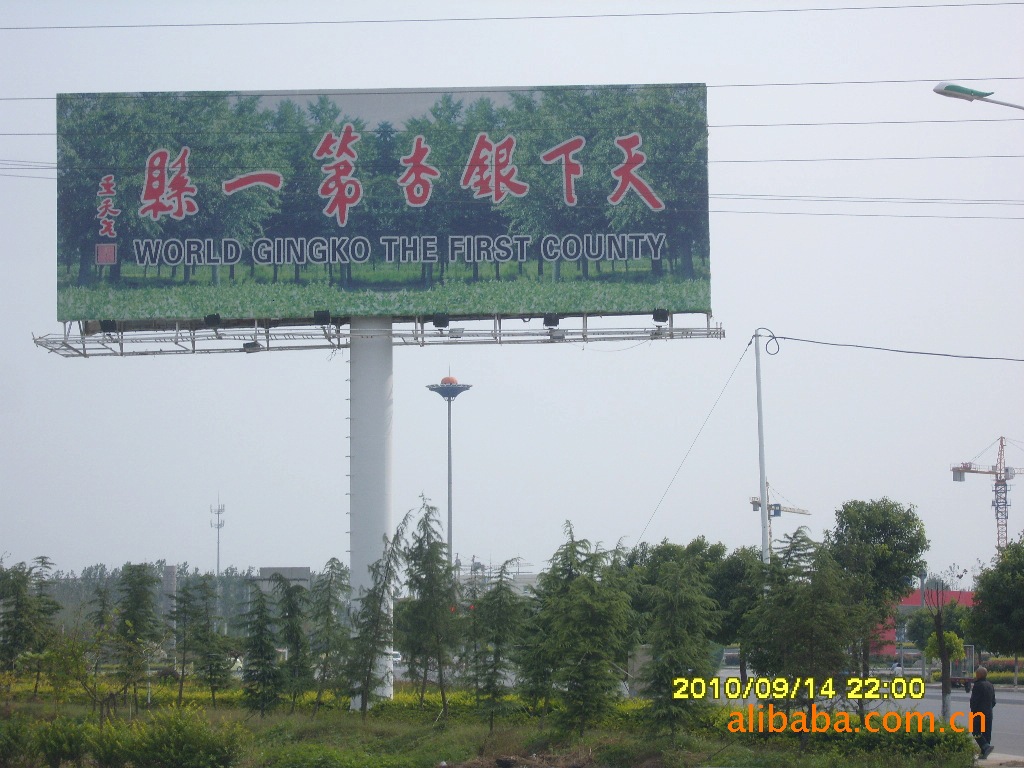 天下銀杏第一縣
WORLD GINGKO THE FIRST COUNTY
2010/09/14 22:00
alibaba.com.cn